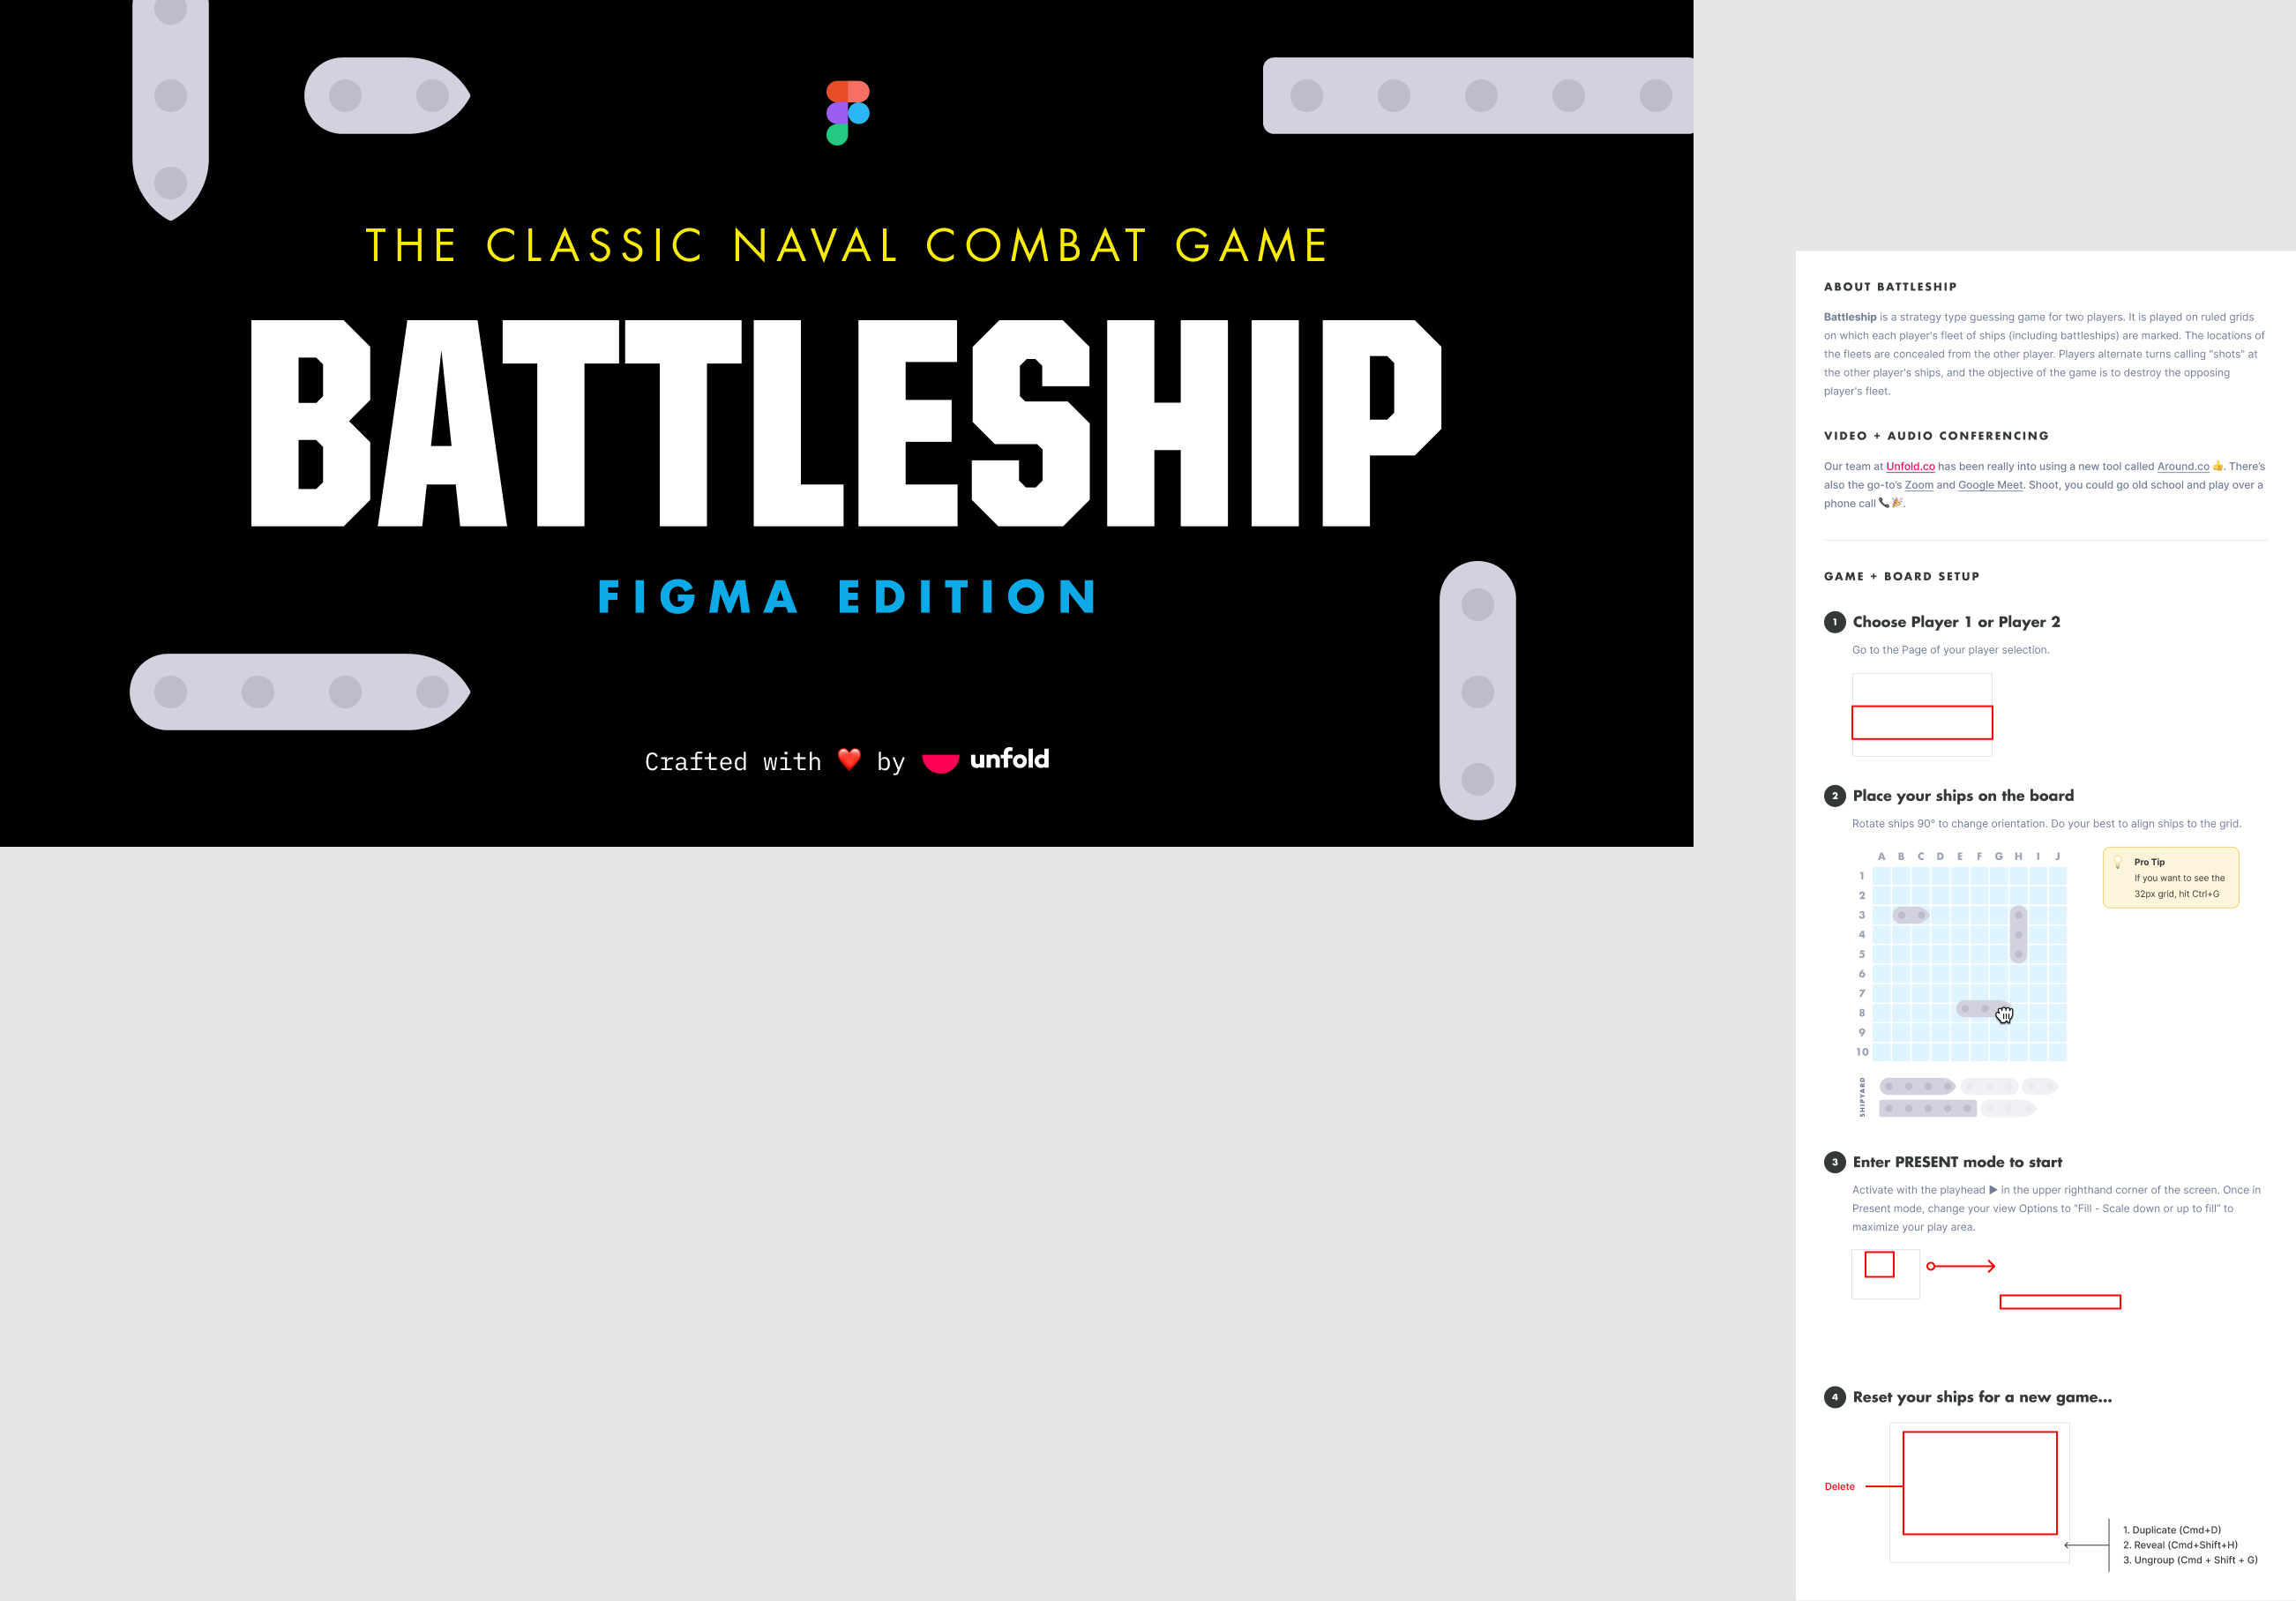 THE CLASSIC NAVAL COMBAT GAME
BATTLESHIP
FIGMA EDITION
Crafted with ❤️ by unfold
ABOUT BATTLESHIP
Battleship is a strategy type guessing game for two players. It is played on ruled grids
on which each player's fleet of ships (including battleships) are marked. The locations of
the fleets are concealed from the other player. Players alternate turns calling "shots" at
the other player's ships, and the objective of the game is to destroy the opposing
player's fleet.
VIDEO + AUDIO CONFERENCING
Our team at Unfold.co has been really into using a new tool called Around.co 👍. There's
also the go-to's Zoom and Google Meet. Shoot, you could go old school and play over a
phone call 📞🎉.
GAME + BOARD SETUP
1 Choose Player 1 or Player 2
Go to the Page of your player selection.
2 Place your ships on the board
Rotate ships 90° to change orientation. Do your best to align ships to the grid.
A B C D E F G H I J
1
2
3
4
5
6
7
8
9
10
SHIPYARD
Pro Tip
If you want to see the
32px grid, hit Ctrl+G
3 Enter PRESENT mode to start
Activate with the playhead ▶ in the upper righthand corner of the screen. Once in
Present mode, change your view Options to “Fill - Scale down or up to fill” to
maximize your play area.
4 Reset your ships for a new game...
Delete
1. Duplicate (Cmd+D)
2. Reveal (Cmd+Shift+H)
3. Ungroup (Cmd + Shift + G)